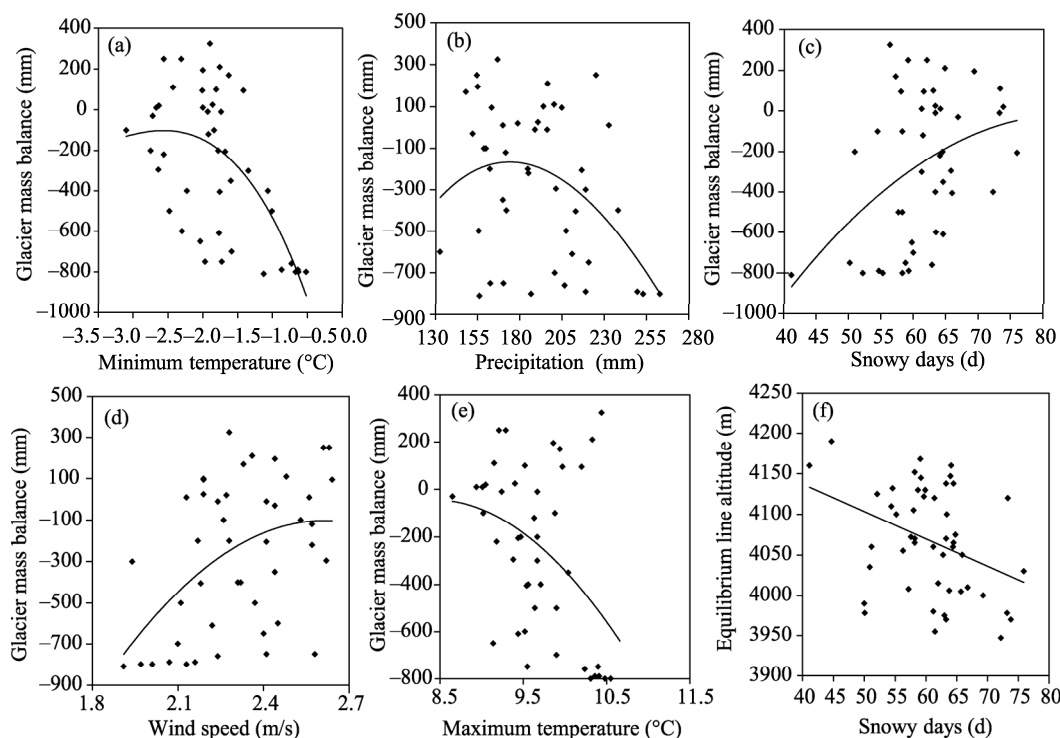 (a)
Glacier mass balance (mm)
400
200
0
−200
−400
−600
−800
−1000
−3.5 −3.0 −2.5 −2.0 −1.5 −1.0 −0.5 0.0
Minimum temperature (°C)
(b)
Glacier mass balance (mm)
500
300
100
−100
−300
−500
−700
−900
130 155 180 205 230 255 280
Precipitation (mm)
(c)
Glacier mass balance (mm)
400
200
0
−200
−400
−600
−800
−1000
40 45 50 55 60 65 70 75 80
Snowy days (d)
(d)
Glacier mass balance (mm)
500
300
100
−100
−300
−500
−700
−900
1.8 2.1 2.4 2.7
Wind speed (m/s)
(e)
Glacier mass balance (mm)
400
200
0
−200
−400
−600
−800
8.5 9.5 10.5 11.5
Maximum temperature (°C)
(f)
Equilibrium line altitude (m)
4250
4200
4150
4100
4050
4000
3950
3900
40 45 50 55 60 65 70 75 80
Snowy days (d)